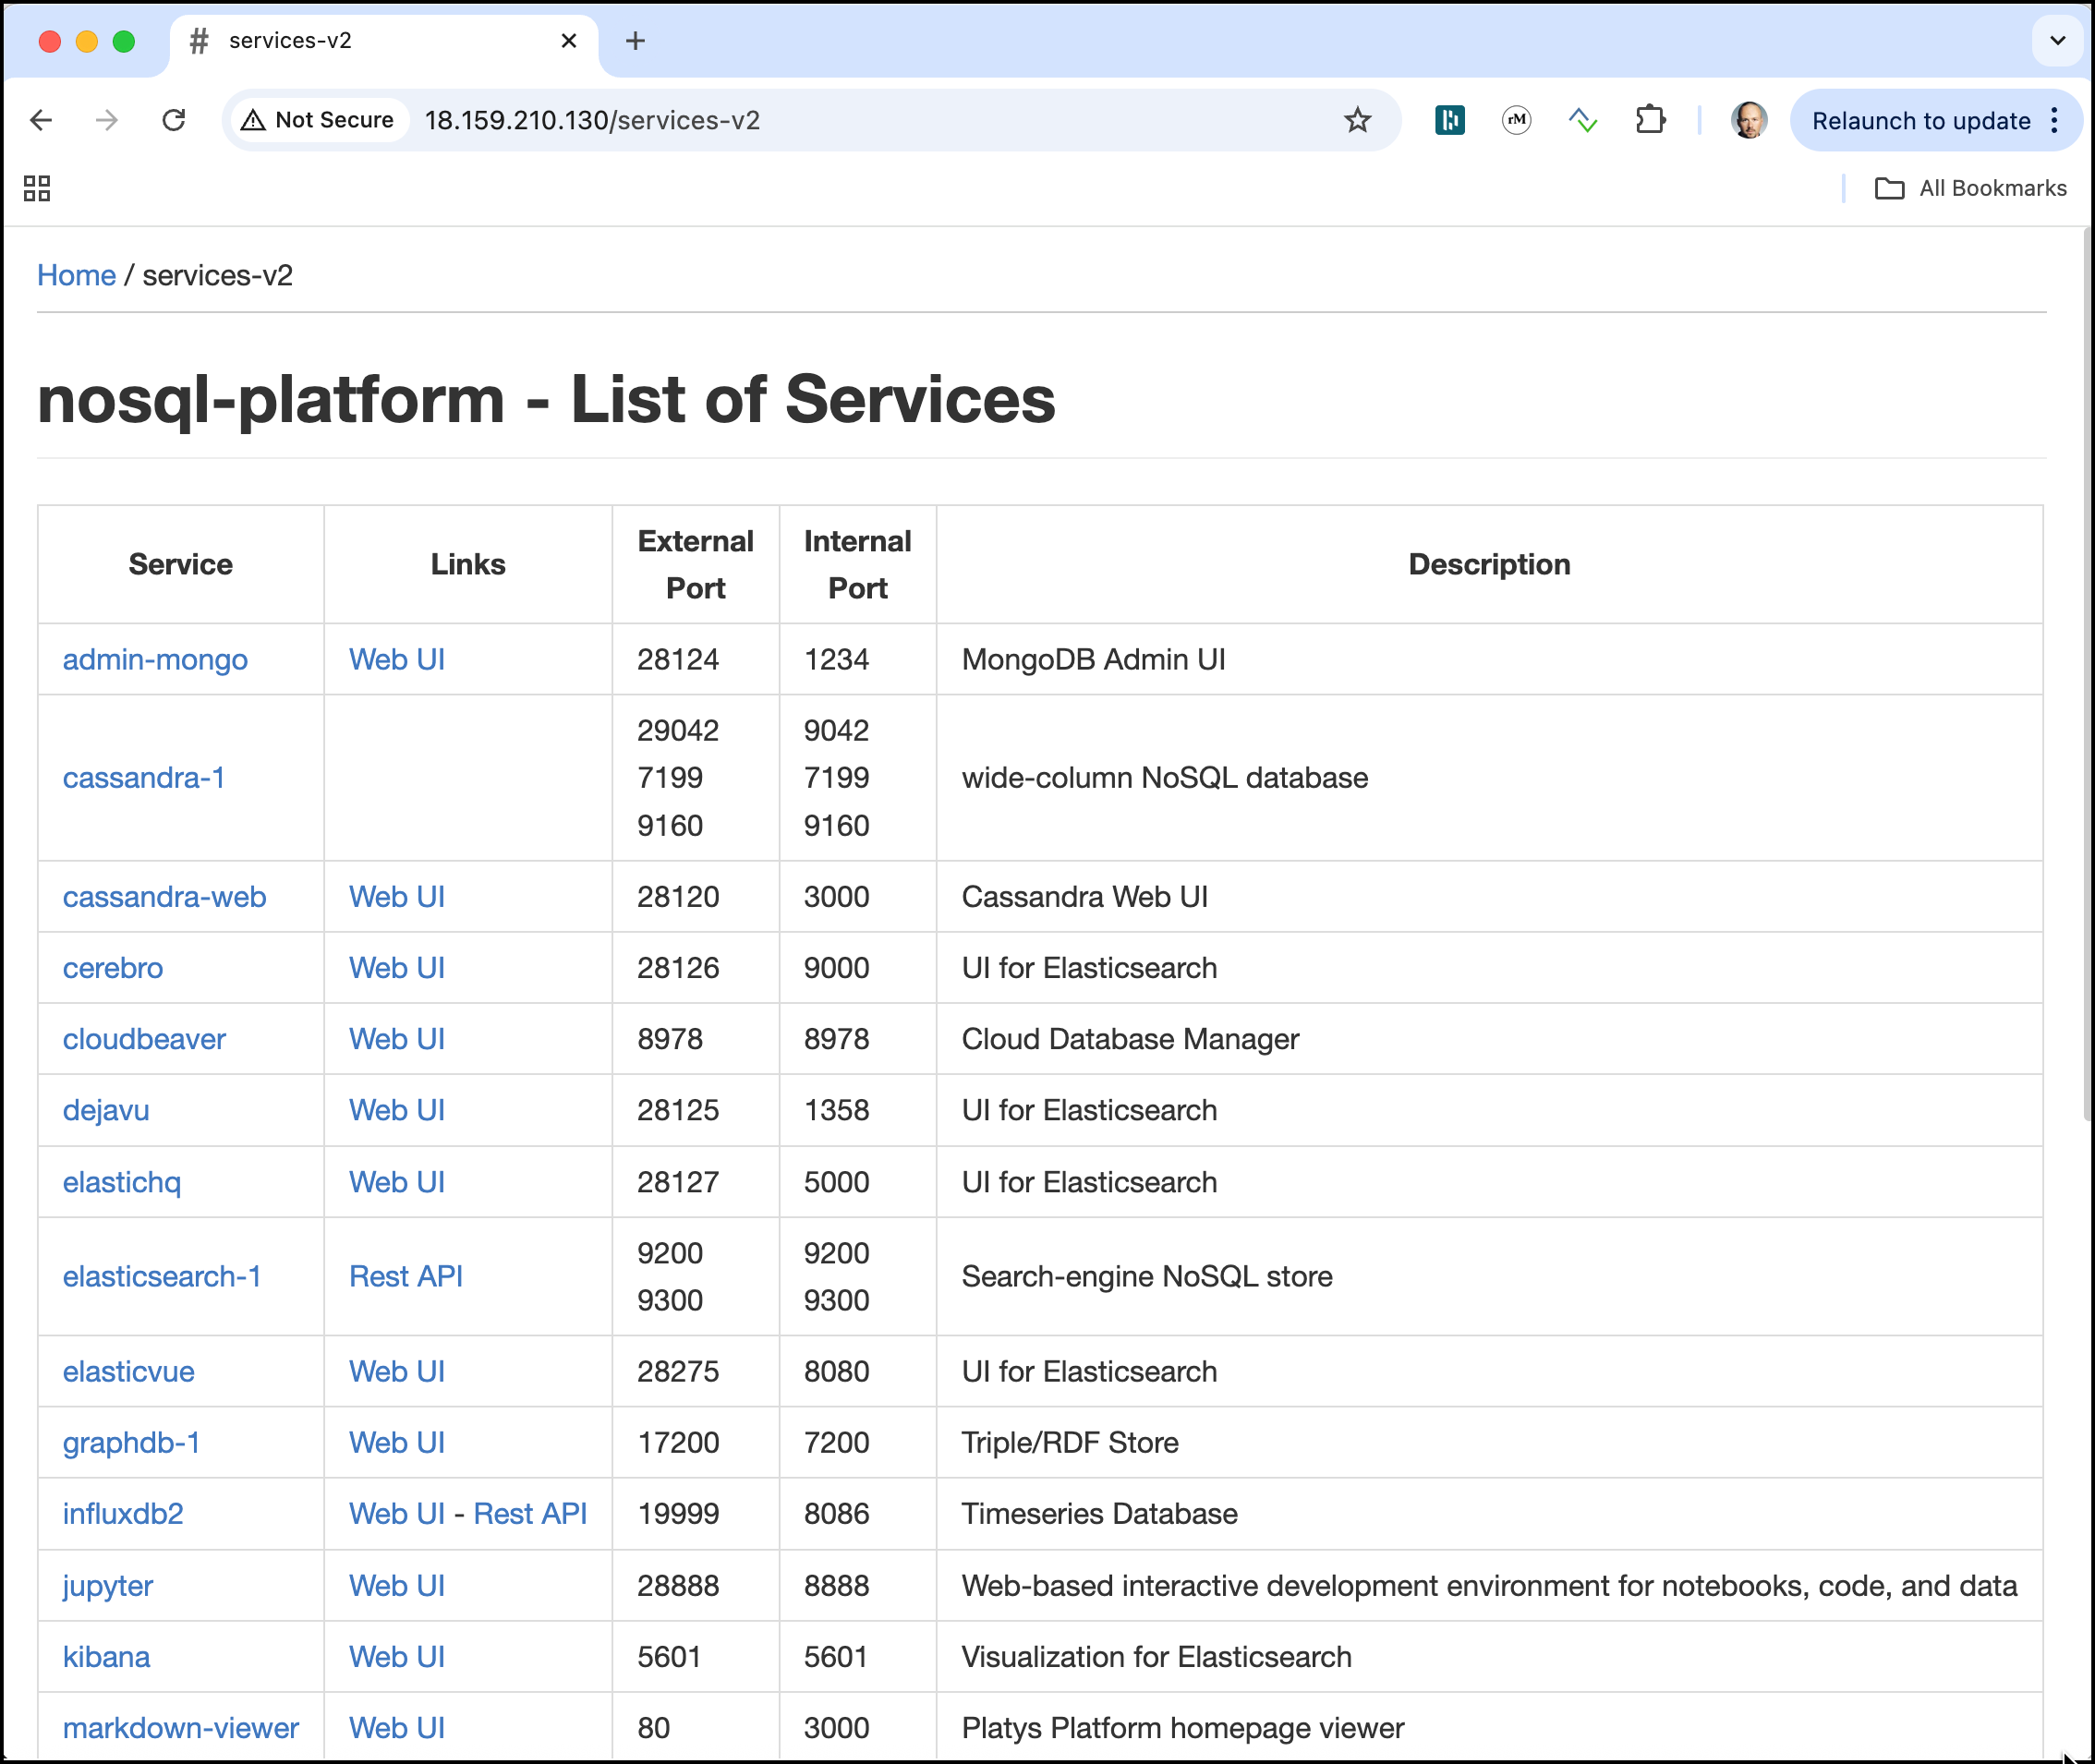 # services-v2
Not Secure 18.159.210.130/services-v2 rM Relaunch to update
All Bookmarks
Home / services-v2
nosql-platform - List of Services
Service Links External Port Internal Port Description
admin-mongo Web UI 28124 1234 MongoDB Admin UI
cassandra-1 29042 9042 wide-column NoSQL database
7199 7199
9160 9160
cassandra-web Web UI 28120 3000 Cassandra Web UI
cerebro Web UI 28126 9000 UI for Elasticsearch
cloudbeaver Web UI 8978 8978 Cloud Database Manager
dejavu Web UI 28125 1358 UI for Elasticsearch
elastichq Web UI 28127 5000 UI for Elasticsearch
elasticsearch-1 Rest API 9200 9200 Search-engine NoSQL store
9300 9300
elasticvue Web UI 28275 8080 UI for Elasticsearch
graphdb-1 Web UI 17200 7200 Triple/RDF Store
influxdb2 Web UI - Rest API 19999 8086 Timeseries Database
jupyter Web UI 28888 8888 Web-based interactive development environment for notebooks, code, and data
kibana Web UI 5601 5601 Visualization for Elasticsearch
markdown-viewer Web UI 80 3000 Platys Platform homepage viewer